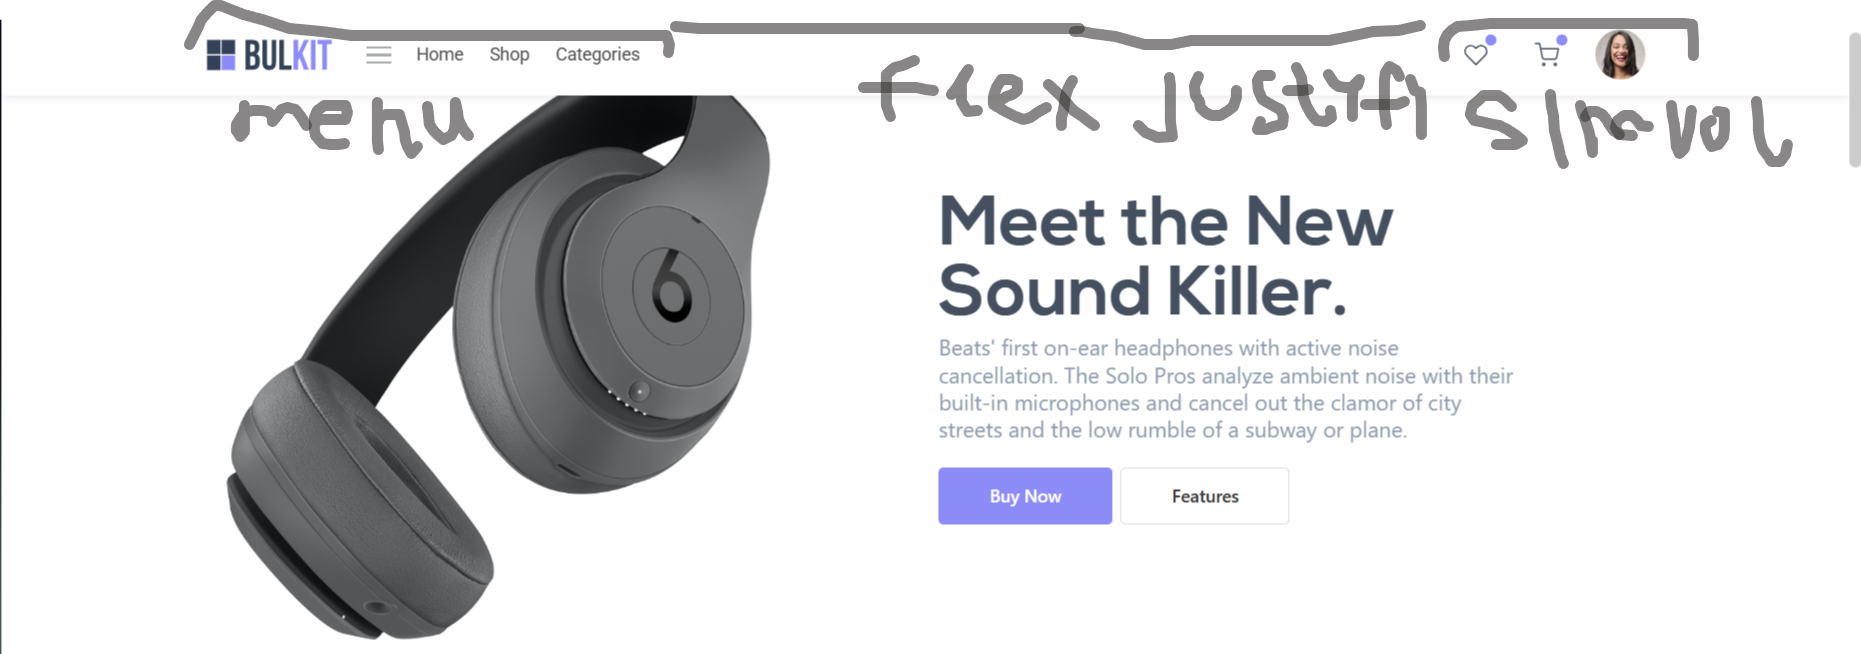 BULKIT Home Shop Categories
menu Flex Justyfi Simvol
Meet the New
Sound Killer.
Beats' first on-ear headphones with active noise
cancellation. The Solo Pros analyze ambient noise with their
built-in microphones and cancel out the clamor of city
streets and the low rumble of a subway or plane.
Buy Now Features